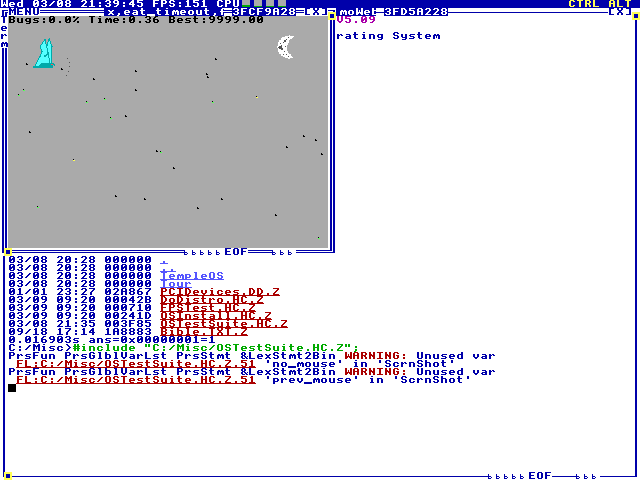 Wed 03/08 21:39:45 FPS:151 CPU CTRL ALT
MENU x,eat_timeout, 3FCF9A28 [X] moWe 3FD5A228 [X]
Bugs:0.0% Time:0.36 Best:9999.00 V5.09
rating System
EOF
03/08 20:28 000000 .
03/08 20:28 000000 ..
03/08 20:28 000000 TempleOS
03/08 20:28 000000 Tour
01/01 23:27 02A867 PCIDevices.DD.Z
03/09 09:20 00042B DoDistro.HC.Z
03/09 09:20 000710 FPSTest.HC.Z
03/09 09:20 00241D OSInstall.HC.Z
03/08 21:35 003F85 OSTestSuite.HC.Z
09/18 17:14 1A8883 Bible.TXT.Z
0.016903s ans=0x00000001=1
C:/Misc>#include "C:/Misc/OSTestSuite.HC.Z";
PrsFun PrsGlblVarLst PrsStmt &LexStmt2Bin WARNING: Unused var
FL:C:/Misc/OSTestSuite.HC.Z,51 'no_mouse' in 'ScrnShot'
PrsFun PrsGlblVarLst PrsStmt &LexStmt2Bin WARNING: Unused var
FL:C:/Misc/OSTestSuite.HC.Z,51 'prev_mouse' in 'ScrnShot'
EOF